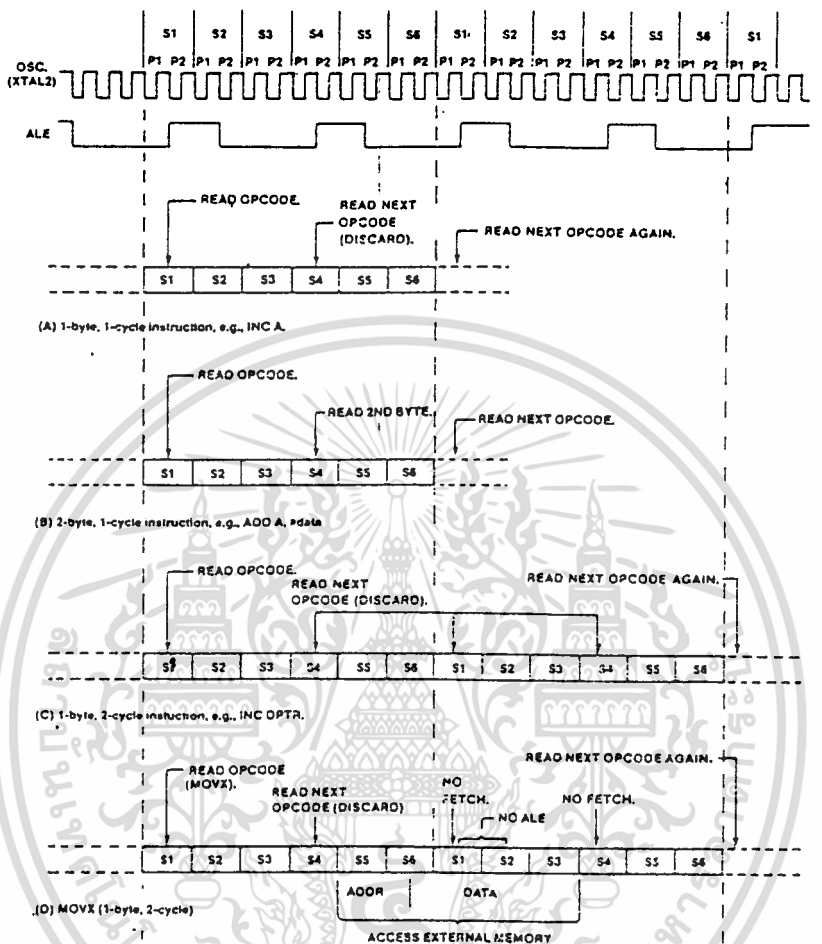 S1 S2 S3 S4 S5 S6 S1 S2 S3 S4 S5 S6 S1
P1 P2 P1 P2 P1 P2 P1 P2 P1 P2 P1 P2 P1 P2 P1 P2 P1 P2 P1 P2 P1 P2 P1 P2 P1 P2
OSC.
(XTAL2)
ALE
READ OPCODE.
READ NEXT
OPCODE
(DISCARD).
READ NEXT OPCODE AGAIN.
S1 S2 S3 S4 S5 S6
(A) 1-byte, 1-cycle instruction, e.g., INC A.
READ OPCODE.
READ 2ND BYTE.
READ NEXT OPCODE.
S1 S2 S3 S4 S5 S6
(B) 2-byte, 1-cycle instruction, e.g., ADD A, #data
READ OPCODE.
READ NEXT
OPCODE (DISCARD).
READ NEXT OPCODE AGAIN.
S1 S2 S3 S4 S5 S6 S1 S2 S3 S4 S5 S6
(C) 1-byte, 2-cycle instuction, e.g., INC DPTR.
READ OPCODE
(MOVX).
READ NEXT
OPCODE (DISCARD)
NO
FETCH.
NO ALE
NO FETCH.
READ NEXT OPCODE AGAIN.
S1 S2 S3 S4 S5 S6 S1 S2 S3 S4 S5 S6
ADDR DATA
(D) MOVX (1-byte, 2-cycle)
ACCESS EXTERNAL MEMORY